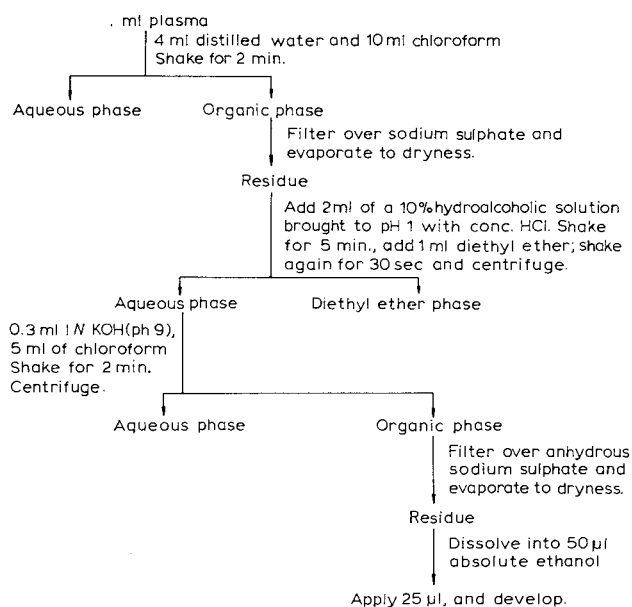 . ml plasma
4 ml distilled water and 10 ml chloroform
Shake for 2 min.
Aqueous phase
Organic phase
Filter over sodium sulphate and
evaporate to dryness.
Residue
Add 2ml of a 10% hydroalcoholic solution
brought to pH 1 with conc. HCl. Shake
for 5 min., add 1 ml diethyl ether; shake
again for 30 sec and centrifuge.
Aqueous phase
Diethyl ether phase
0.3 ml 1 N KOH(ph 9),
5 ml of chloroform
Shake for 2 min.
Centrifuge.
Aqueous phase
Organic phase
Filter over anhydrous
sodium sulphate and
evaporate to dryness.
Residue
Dissolve into 50 µl
absolute ethanol
Apply 25 µl, and develop.